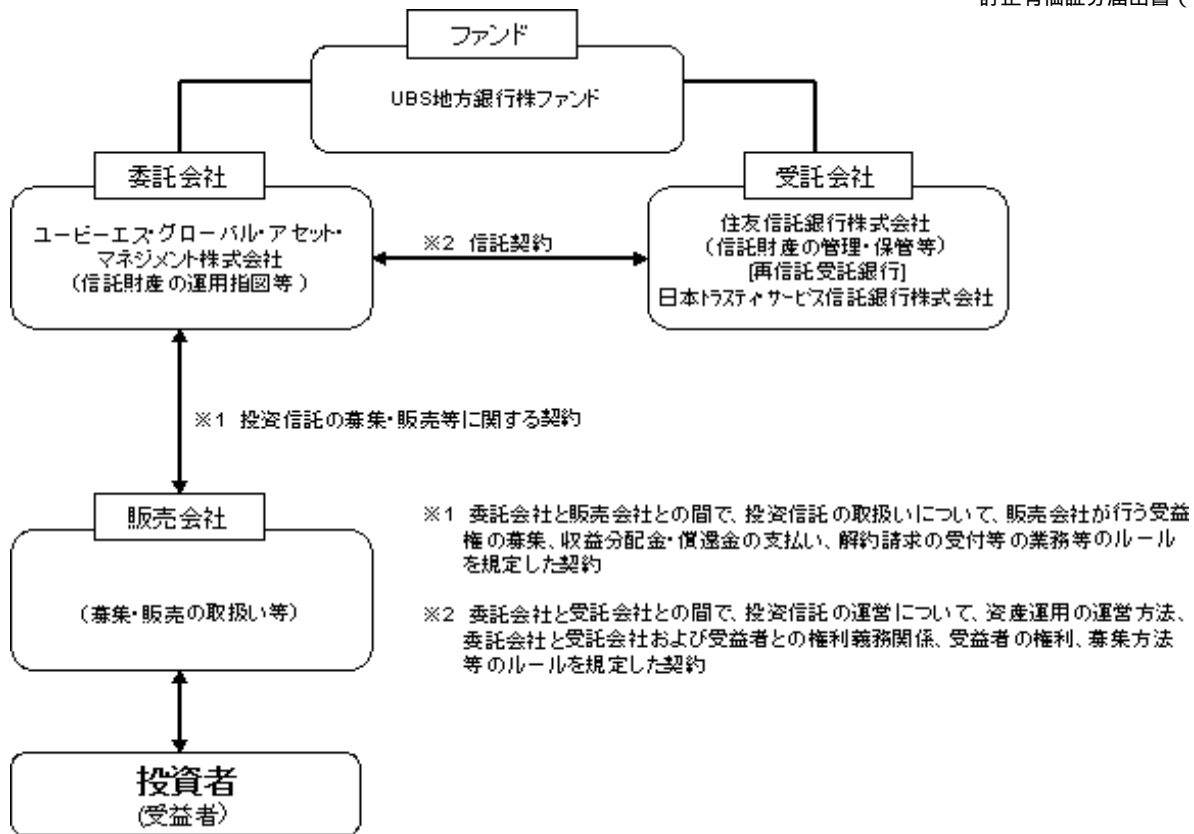 ファンド
UBS地方銀行株ファンド
委託会社
ユービーエス・グローバル・アセット・
マネジメント株式会社
(信託財産の運用指図等)
受託会社
住友信託銀行株式会社
(信託財産の管理・保管等)
[再信託受託銀行]
日本トラスティサービス信託銀行株式会社
※2 信託契約
※1 投資信託の募集・販売等に関する契約
販売会社
(募集・販売の取扱い等)
※1 委託会社と販売会社との間で、投資信託の取扱いについて、販売会社が行う受益
権の募集、収益分配金・償還金の支払い、解約請求の受付等の業務等のルール
を規定した契約
※2 委託会社と受託会社との間で、投資信託の運営について、資産運用の運営方法、
委託会社と受託会社および受益者との権利義務関係、受益者の権利、募集方法
等のルールを規定した契約
投資者
(受益者)